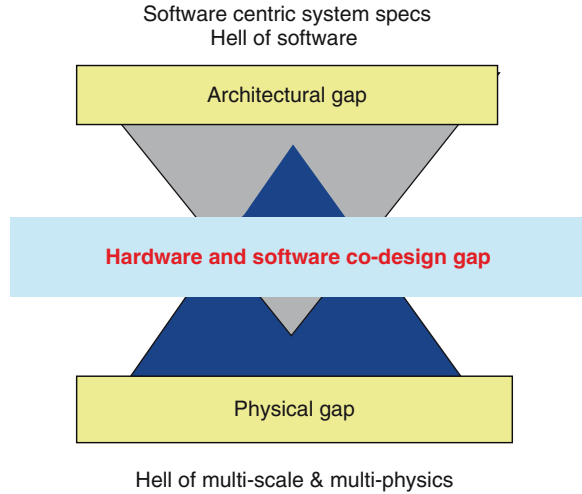 Software centric system specs
Hell of software
Architectural gap
Hardware and software co-design gap
Physical gap
Hell of multi-scale & multi-physics